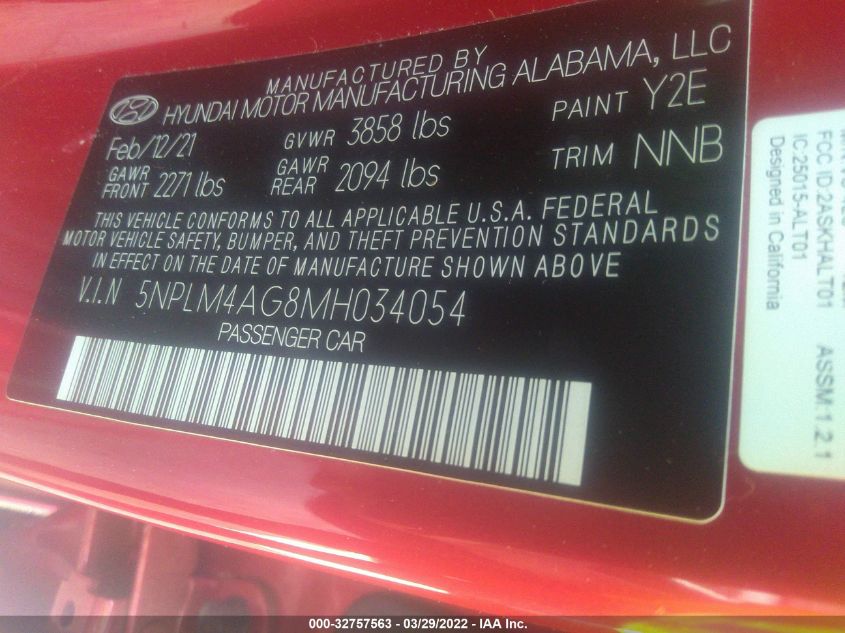 MANUFACTURED BY
HYUNDAI MOTOR MANUFACTURING ALABAMA, LLC
Feb/12/21 GVWR 3858 lbs PAINT Y2E
GAWR FRONT 2271 lbs GAWR REAR 2094 lbs TRIM NNB
THIS VEHICLE CONFORMS TO ALL APPLICABLE U.S.A. FEDERAL
MOTOR VEHICLE SAFETY, BUMPER, AND THEFT PREVENTION STANDARDS
IN EFFECT ON THE DATE OF MANUFACTURE SHOWN ABOVE
V.I.N 5NPLM4AG8MH034054
PASSENGER CAR
FCC ID:2ASKHALT01 ASSM:1.2.1
IC:25015-ALT01
Designed in California
000-32757563 - 03/29/2022 - IAA Inc.